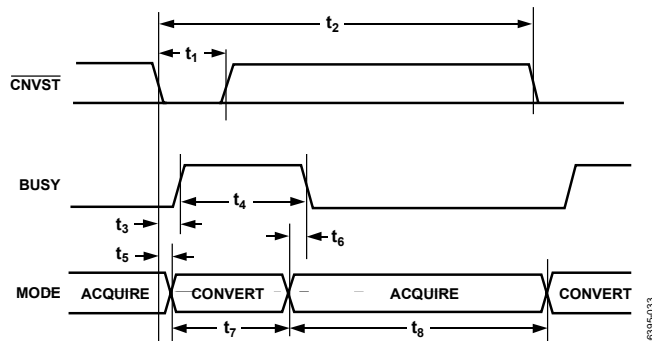 t2
t1
CNVST
BUSY
t4
t3
t5
t6
MODE ACQUIRE CONVERT ACQUIRE CONVERT
t7
t8
6395-033